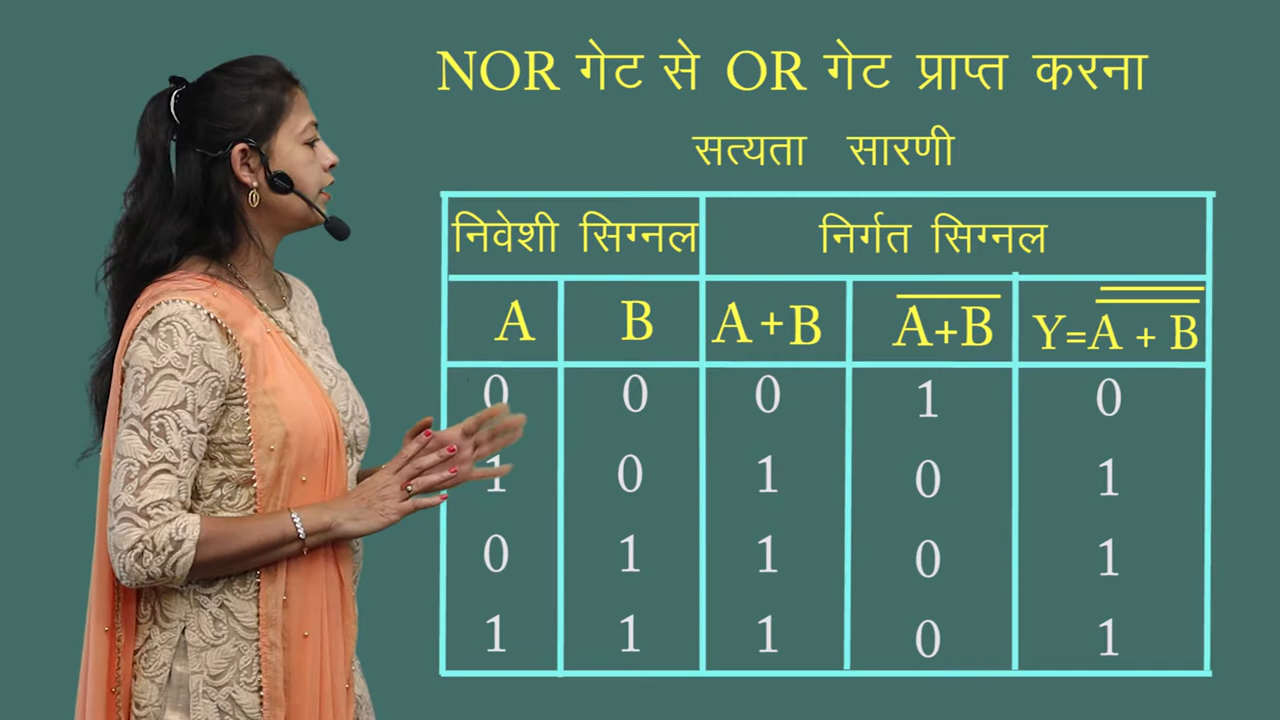 NOR गेट से OR गेट प्राप्त करना
सत्यता सारणी
निवेशी सिग्नल निर्गत सिग्नल
A B A+B A̅+̅B̅ Y=A̿ ̿+̿ ̿B̿
0 0 0 1 0
1 0 1 0 1
0 1 1 0 1
1 1 1 0 1